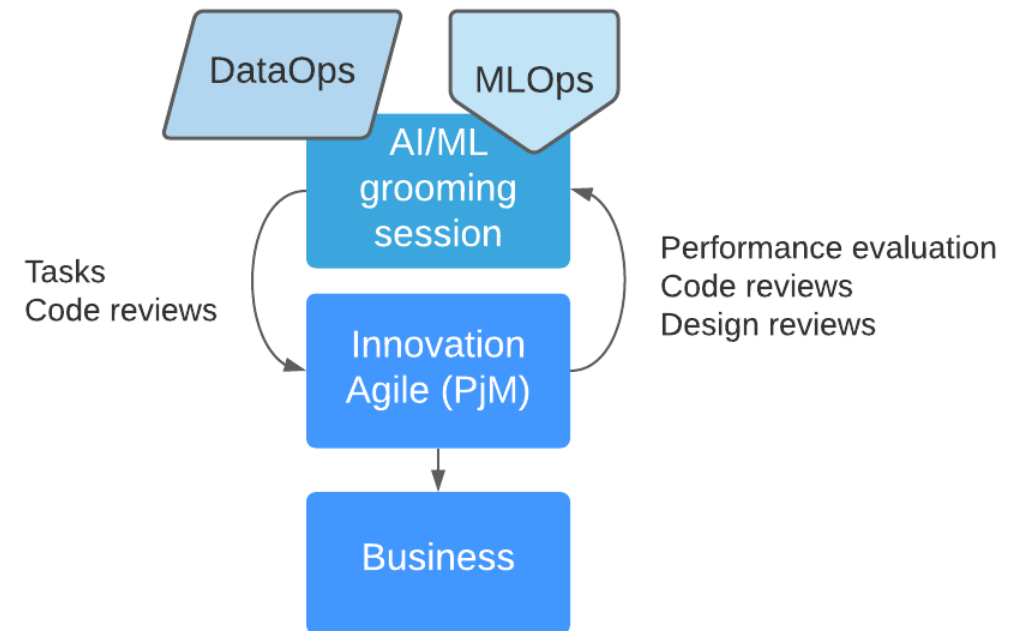 DataOps
MLOps
AI/ML
grooming
session
Tasks
Code reviews
Performance evaluation
Code reviews
Design reviews
Innovation
Agile (PjM)
Business